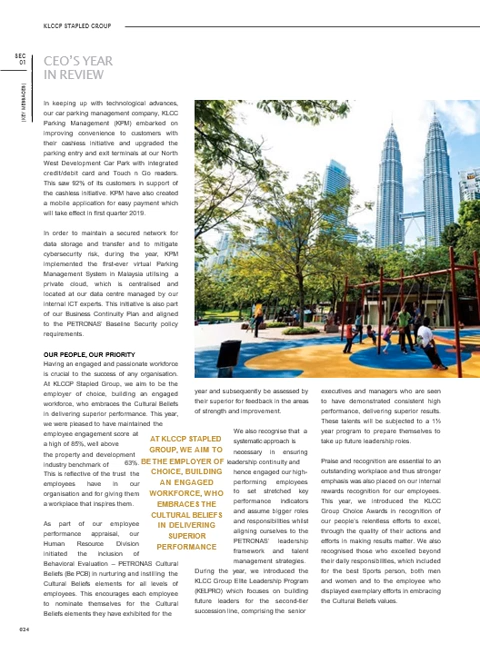 KLCCP STAPLED GROUP
SEC
01
KEY MESSAGES
CEO'S YEAR
IN REVIEW
In keeping up with technological advances,
our car parking management company, KLCC
Parking Management (KPM) embarked on
improving convenience to customers with
their cashless initiative and upgraded the
parking entry and exit terminals at our North
West Development Car Park with integrated
credit/debit card and Touch n Go readers.
This saw 92% of its customers in support of
the cashless initiative. KPM have also created
a mobile application for easy payment which
will take effect in first quarter 2019.
In order to maintain a secured network for
data storage and transfer and to mitigate
cybersecurity risk, during the year, KPM
implemented the first-ever virtual Parking
Management System in Malaysia utilising a
private cloud, which is centralised and
located at our data centre managed by our
internal ICT experts. This initiative is also part
of our Business Continuity Plan and aligned
to the PETRONAS' Baseline Security policy
requirements.
OUR PEOPLE, OUR PRIORITY
Having an engaged and passionate workforce
is crucial to the success of any organisation.
At KLCCP Stapled Group, we aim to be the
employer of choice, building an engaged
workforce, who embraces the Cultural Beliefs
in delivering superior performance. This year,
we were pleased to have maintained the
employee engagement score at
a high of 85%, well above
the property and development
industry benchmark of 63%.
This is reflective of the trust the
employees have in our
organisation and for giving them
a workplace that inspires them.
As part of our employee
performance appraisal, our
Human Resource Division
initiated the inclusion of
Behavioral Evaluation – PETRONAS Cultural
Beliefs (Be PCB) in nurturing and instilling the
Cultural Beliefs elements for all levels of
employees. This encourages each employee
to nominate themselves for the Cultural
Beliefs elements they have exhibited for the
AT KLCCP STAPLED
GROUP, WE AIM TO
BE THE EMPLOYER OF
CHOICE, BUILDING
AN ENGAGED
WORKFORCE, WHO
EMBRACES THE
CULTURAL BELIEFS
IN DELIVERING
SUPERIOR
PERFORMANCE
year and subsequently be assessed by
their superior for feedback in the areas
of strength and improvement.
We also recognise that a
systematic approach is
necessary in ensuring
leadership continuity and
hence engaged our high-
performing employees
to set stretched key
performance indicators
and assume bigger roles
and responsibilities whilst
aligning ourselves to the
PETRONAS' leadership
framework and talent
management strategies.
During the year, we introduced the
KLCC Group Elite Leadership Program
(KELPRO) which focuses on building
future leaders for the second-tier
succession line, comprising the senior
executives and managers who are seen
to have demonstrated consistent high
performance, delivering superior results.
These talents will be subjected to a 1½
year program to prepare themselves to
take up future leadership roles.
Praise and recognition are essential to an
outstanding workplace and thus stronger
emphasis was also placed on our internal
rewards recognition for our employees.
This year, we introduced the KLCC
Group Choice Awards in recognition of
our people's relentless efforts to excel,
through the quality of their actions and
efforts in making results matter. We also
recognised those who excelled beyond
their daily responsibilities, which included
for the best Sports person, both men
and women and to the employee who
displayed exemplary efforts in embracing
the Cultural Beliefs values.
034